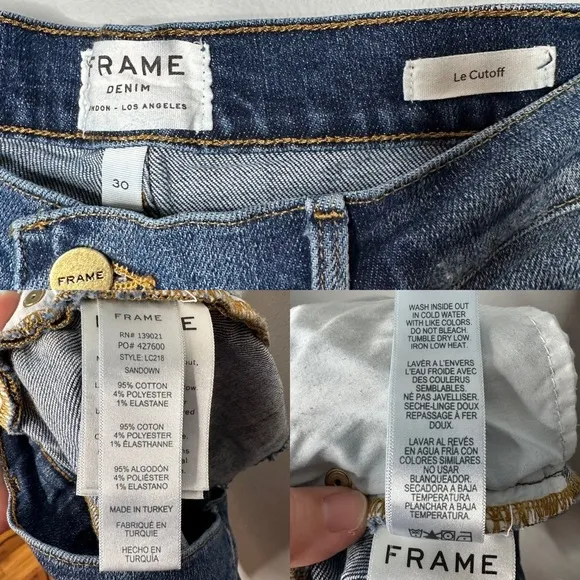 FRAME
DENIM
LONDON - LOS ANGELES
Le Cutoff
30
FRAME
FRAME
RN# 139021
PO# 427600
STYLE: LC218
SANDOWN
95% COTTON
4% POLYESTER
1% ELASTANE
95% COTON
4% POLYESTER
1% ELASTHANNE
95% ALGODÓN
4% POLIÉSTER
1% ELASTANO
MADE IN TURKEY
FABRIQUÉ EN
TURQUIE
HECHO EN
TURQUÍA
WASH INSIDE OUT
IN COLD WATER
WITH LIKE COLORS.
DO NOT BLEACH.
TUMBLE DRY LOW
IRON LOW HEAT.
LAVÉR A L'ENVERS
L'EAU FROIDE AVEC
DES COULEURS
SEMBLABLES.
NE PAS JAVELLISER.
SECHE-LINGE DOUX
REPASSAGE À FER
DOUX.
LAVAR AL REVÉS
EN AGUA FRÍA CON
COLORES SIMILARES.
NO USAR
BLANQUEADOR.
SECADORA A BAJA
TEMPERATURA
PLANCHAR A BAJA
TEMPERATURA
FRAME